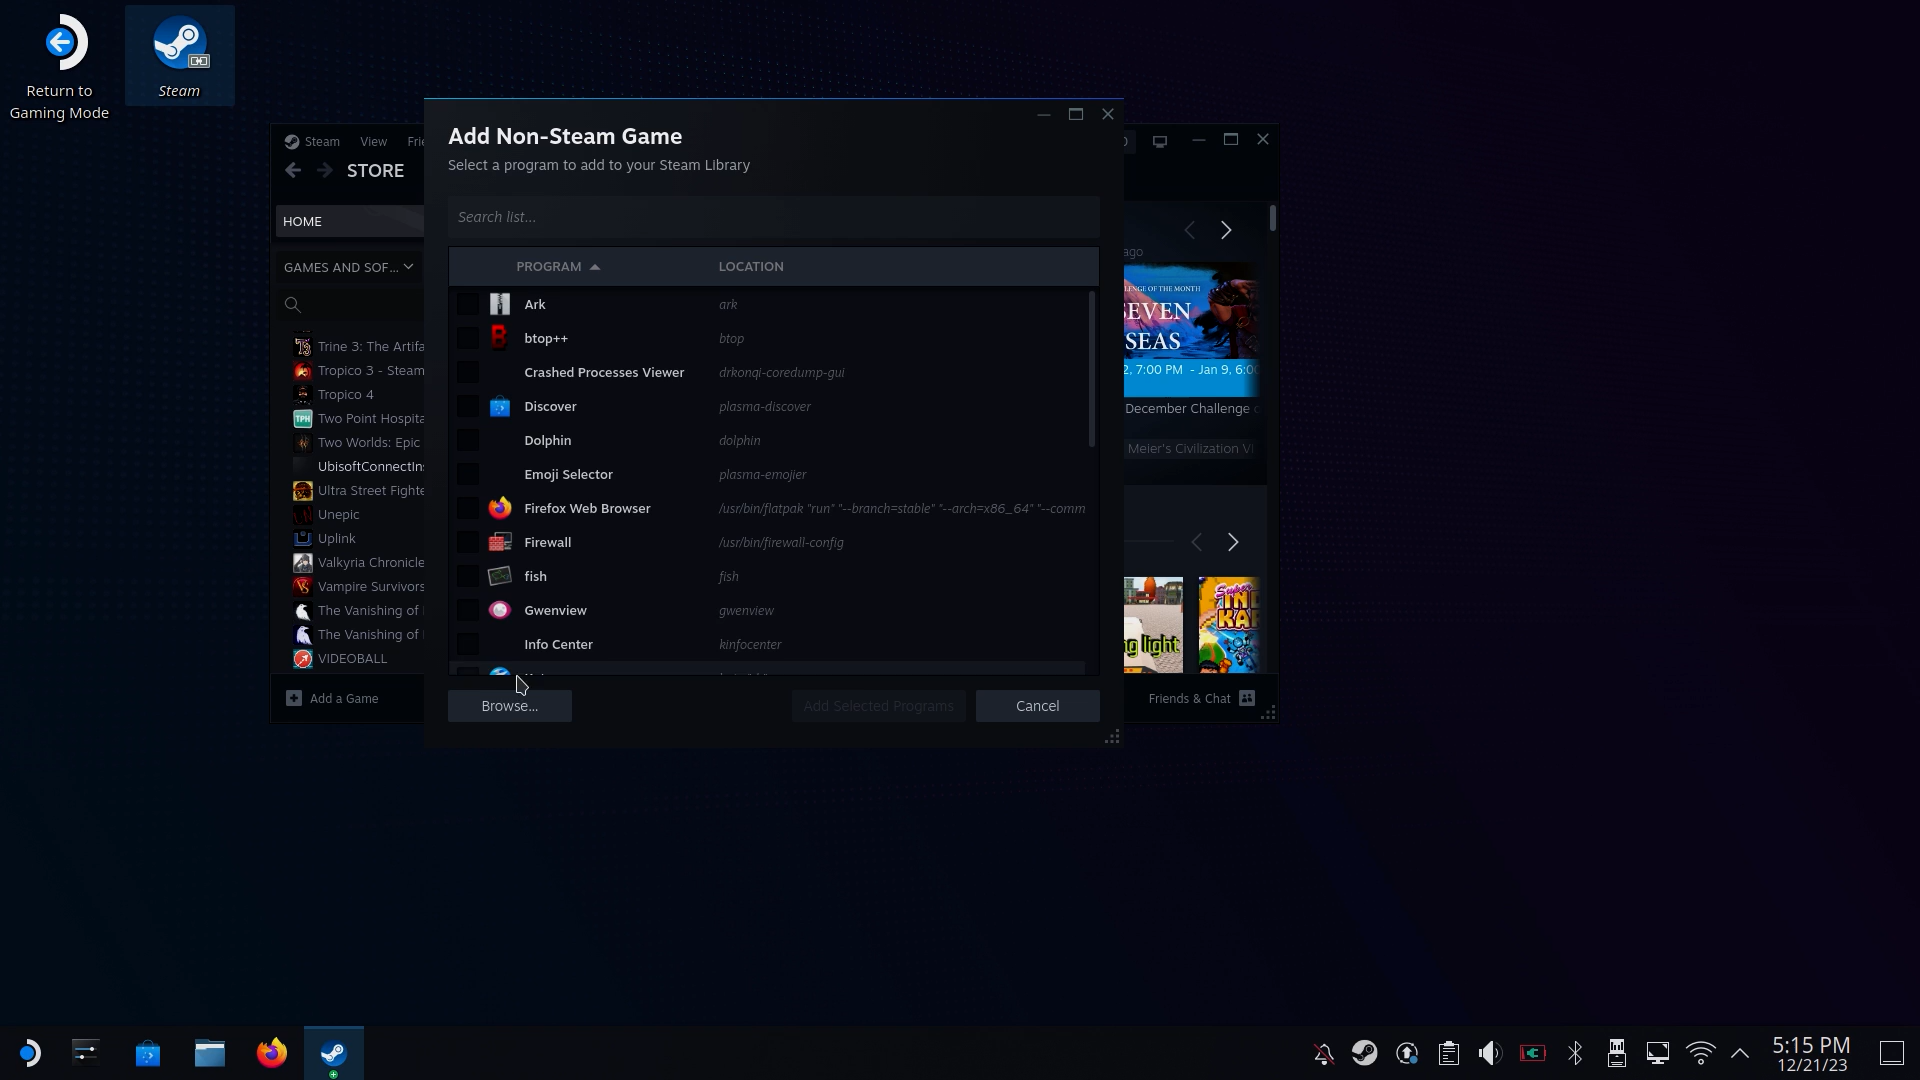 Return to
Gaming Mode
Steam
Steam View
STORE
HOME
GAMES AND SOF...
Trine 3: The Artifa
Tropico 3 - Steam
Tropico 4
Two Point Hospita
Two Worlds: Epic
UbisoftConnectIns
Ultra Street Fighte
Unepic
Uplink
Valkyria Chronicle
Vampire Survivors
The Vanishing of
The Vanishing of
VIDEOBALL
Add a Game
Add Non-Steam Game
Select a program to add to your Steam Library
Search list...
PROGRAM LOCATION
Ark ark
btop++ btop
Crashed Processes Viewer drkonqi-coredump-gui
Discover plasma-discover
Dolphin dolphin
Emoji Selector plasma-emojier
Firefox Web Browser /usr/bin/flatpak "run" "--branch=stable" "--arch=x86_64" "--comm
Firewall /usr/bin/firewall-config
fish fish
Gwenview gwenview
Info Center kinfocenter
Browse... Add Selected Programs Cancel
ago
SEVEN
SEAS
2, 7:00 PM - Jan 9, 6:00
December Challenge
Meier's Civilization VI
ng light
Friends & Chat
5:15 PM
12/21/23